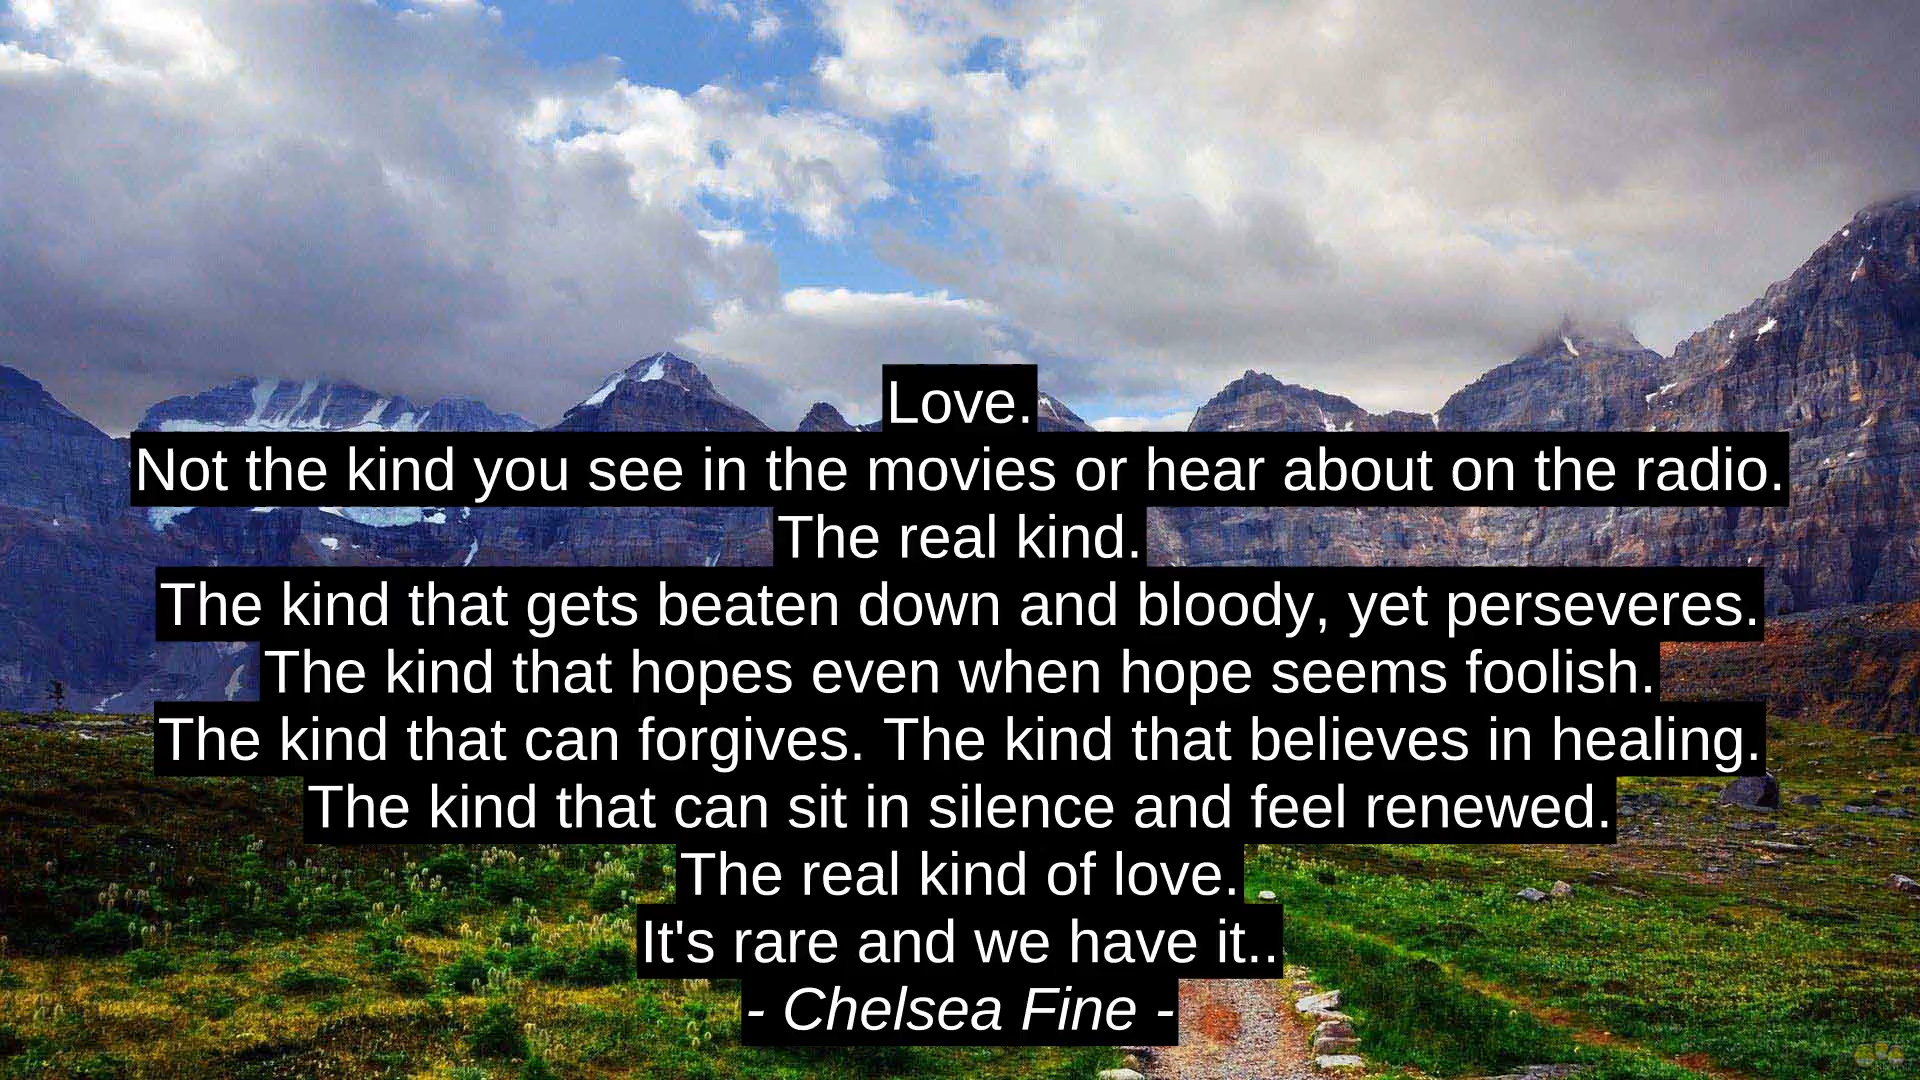 Love.
Not the kind you see in the movies or hear about on the radio.
The real kind.
The kind that gets beaten down and bloody, yet perseveres.
The kind that hopes even when hope seems foolish.
The kind that can forgives. The kind that believes in healing.
The kind that can sit in silence and feel renewed.
The real kind of love.
It's rare and we have it..
- Chelsea Fine -